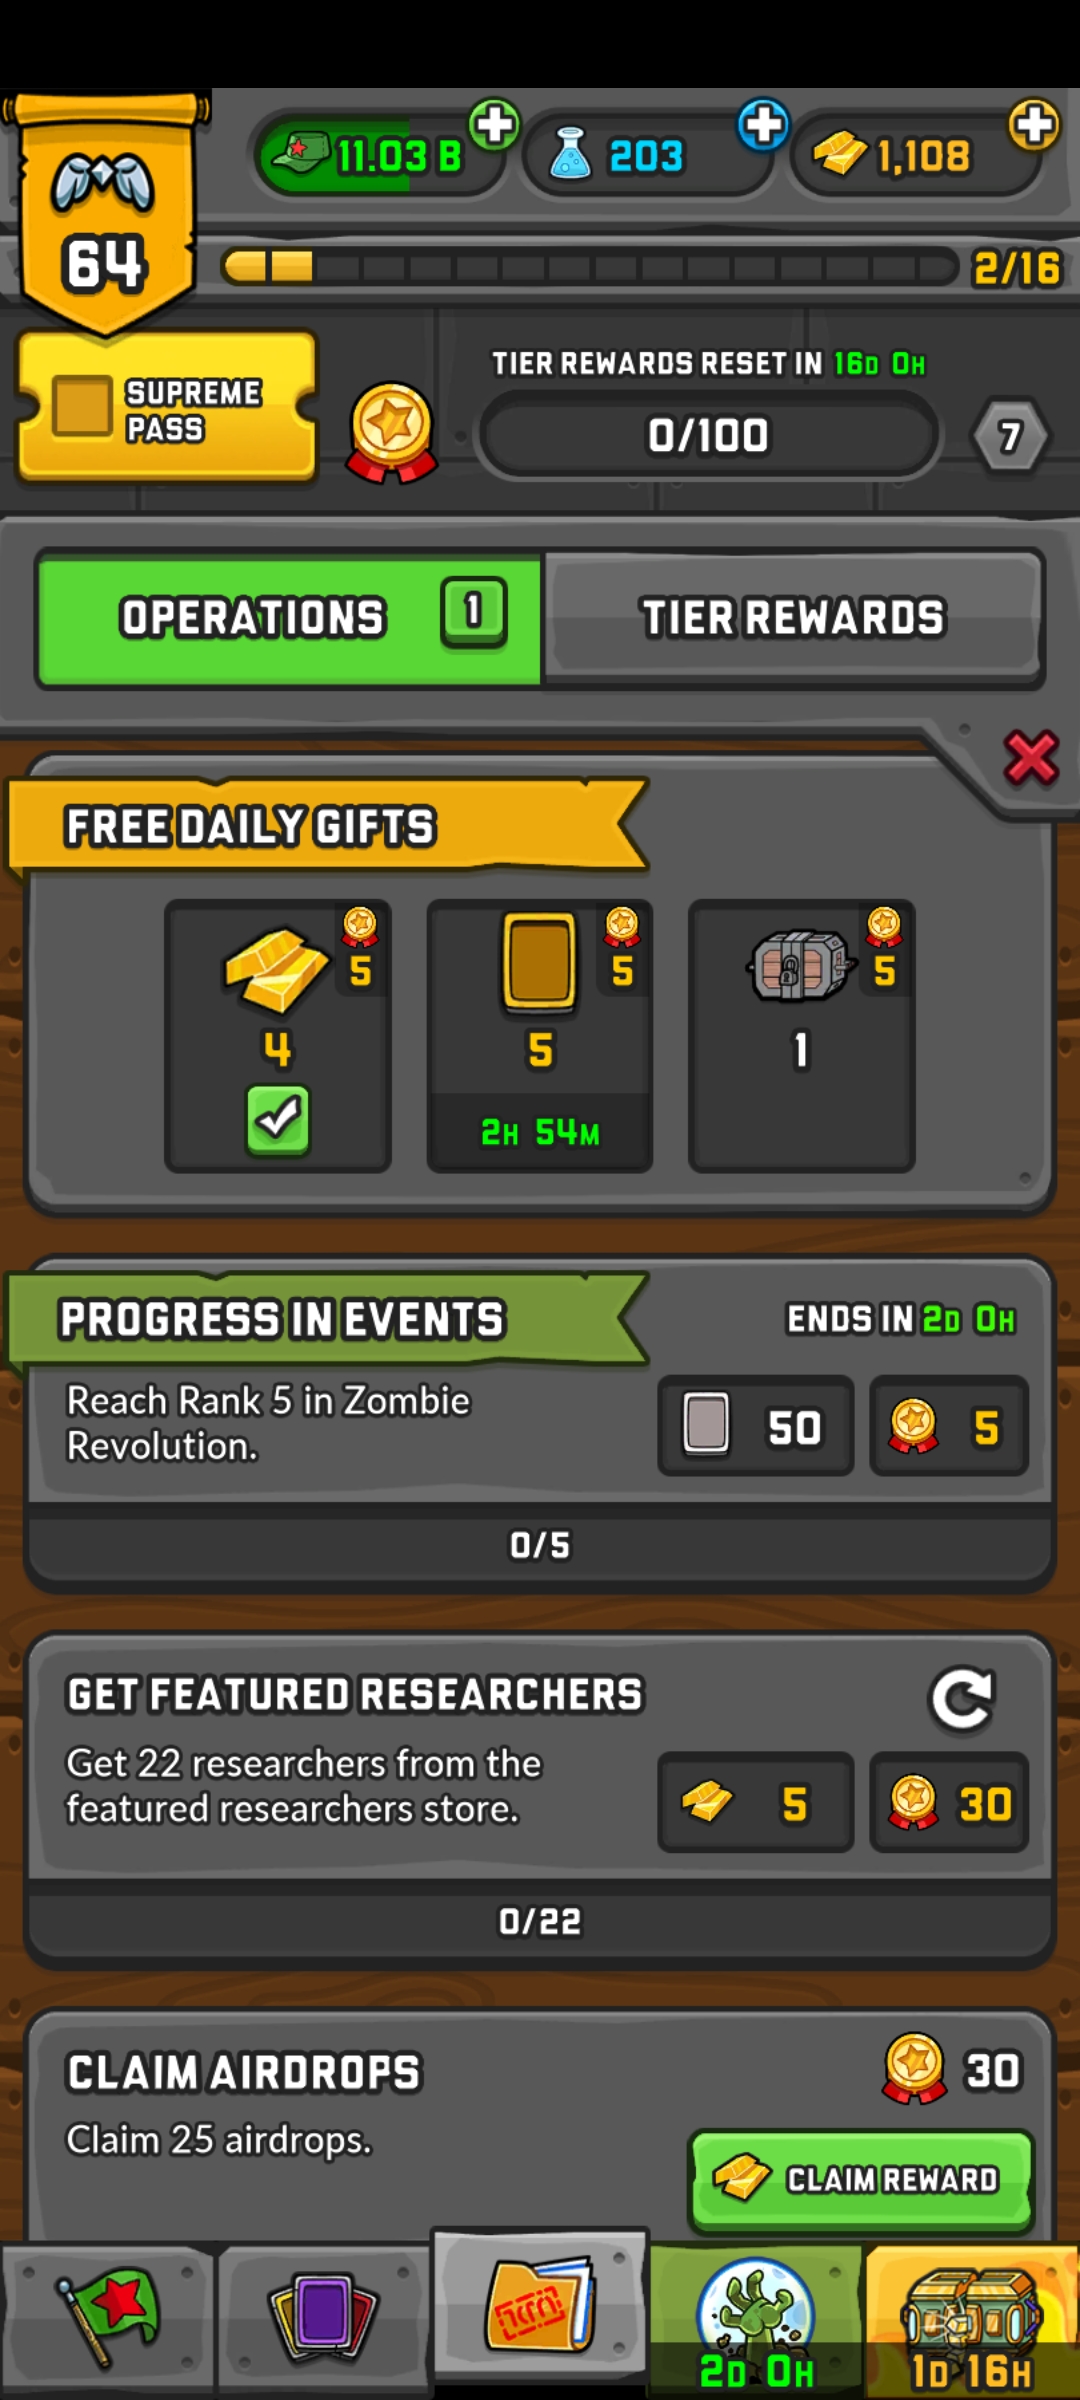 64
11.03 B
203
1,108
2/16
SUPREME
PASS
TIER REWARDS RESET IN 16D 0H
0/100
7
OPERATIONS
1
TIER REWARDS
FREE DAILY GIFTS
5
5
5
4
5
1
2H 54M
PROGRESS IN EVENTS
ENDS IN 2D 0H
Reach Rank 5 in Zombie
Revolution.
50
5
0/5
GET FEATURED RESEARCHERS
Get 22 researchers from the
featured researchers store.
5
30
0/22
CLAIM AIRDROPS
30
Claim 25 airdrops.
CLAIM REWARD
2D 0H
1D 16H